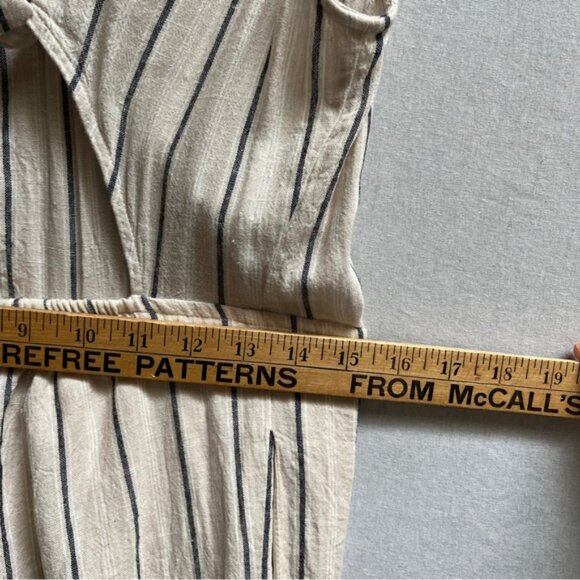 9 10 11 12 13 14 15 16 17 18 19
REFREE PATTERNS FROM McCALL'S